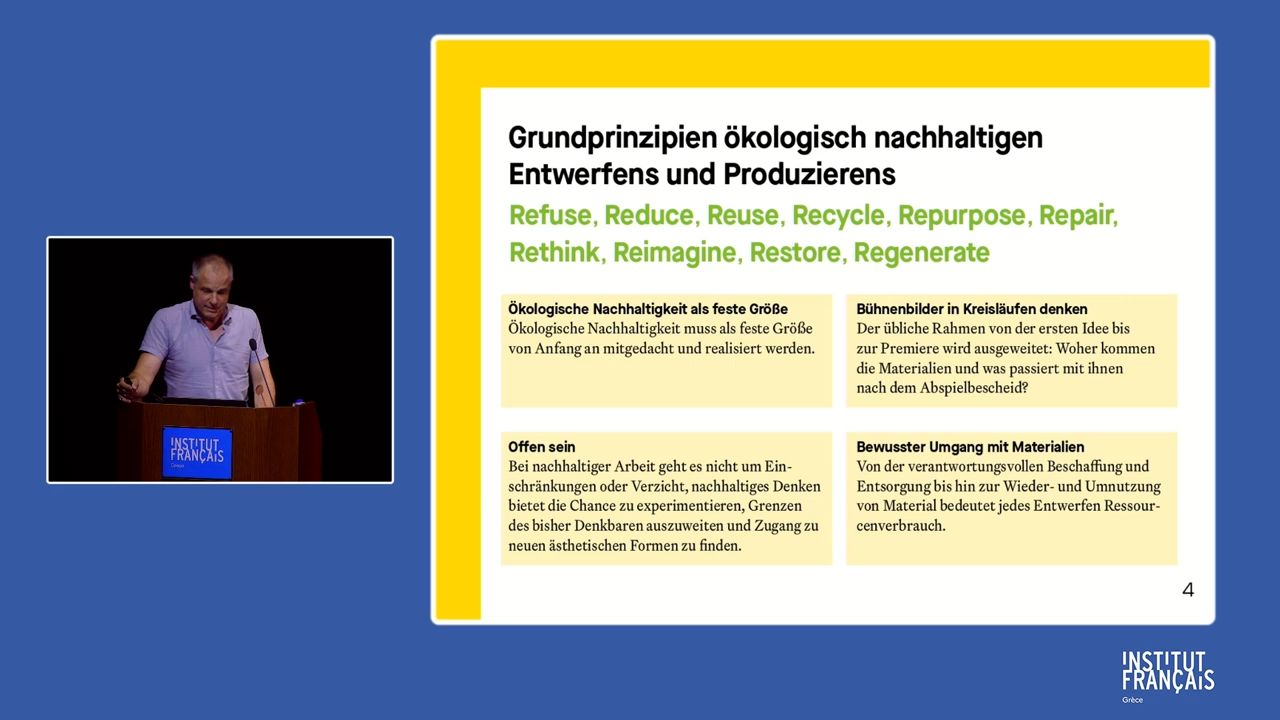 Grundprinzipien ökologisch nachhaltigen
Entwerfens und Produzierens
Refuse, Reduce, Reuse, Recycle, Repurpose, Repair,
Rethink, Reimagine, Restore, Regenerate
Ökologische Nachhaltigkeit als feste Größe
Ökologische Nachhaltigkeit muss als feste Größe
von Anfang an mitgedacht und realisiert werden.
Bühnenbilder in Kreisläufen denken
Der übliche Rahmen von der ersten Idee bis
zur Premiere wird ausgeweitet: Woher kommen
die Materialien und was passiert mit ihnen
nach dem Abspielbescheid?
Offen sein
Bei nachhaltiger Arbeit geht es nicht um Ein-
schränkungen oder Verzicht, nachhaltiges Denken
bietet die Chance zu experimentieren, Grenzen
des bisher Denkbaren auszuweiten und Zugang zu
neuen ästhetischen Formen zu finden.
Bewusster Umgang mit Materialien
Von der verantwortungsvollen Beschaffung und
Entsorgung bis hin zur Wieder- und Umnutzung
von Material bedeutet jedes Entwerfen Ressour-
cenverbrauch.
4
INSTITUT
FRANÇAIS
Grèce
INSTITUT
FRANÇAIS
Grèce